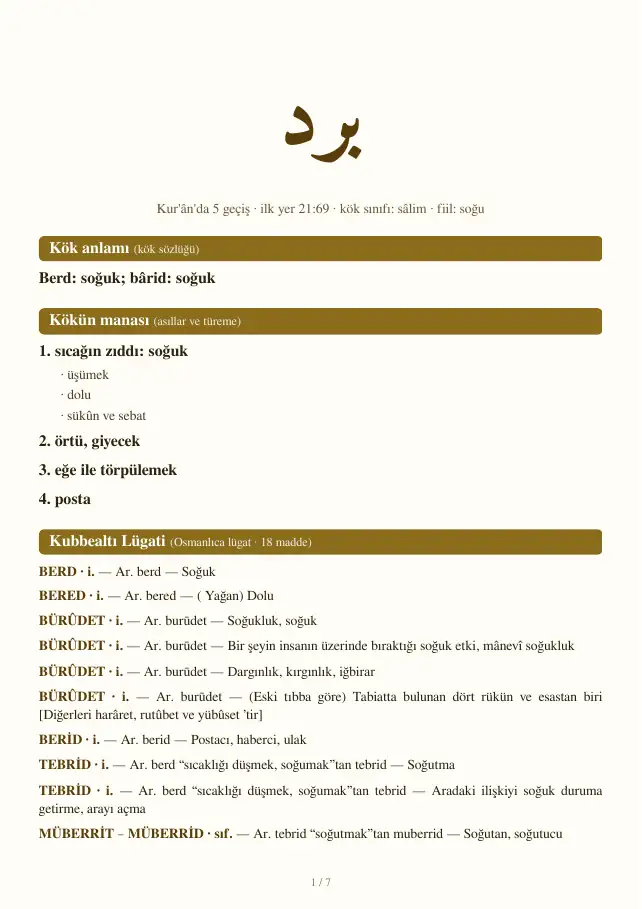 برد
Kur'ân'da 5 geçiş · ilk yer 21:69 · kök sınıfı: sâlim · fiil: soğu
Kök anlamı (kök sözlüğü)
Berd: soğuk; bârid: soğuk
Kökün manası (asıllar ve türeme)
1. sıcağın zıddı: soğuk
· üşümek
· dolu
· sükûn ve sebat
2. örtü, giyecek
3. eğe ile törpülemek
4. posta
Kubbealtı Lügati (Osmanlıca lügat · 18 madde)
BERD · i. — Ar. berd — Soğuk
BERED · i. — Ar. bered — ( Yağan) Dolu
BÜRÛDET · i. — Ar. burūdet — Soğukluk, soğuk
BÜRÛDET · i. — Ar. burūdet — Bir şeyin insanın üzerinde bıraktığı soğuk etki, mânevî soğukluk
BÜRÛDET · i. — Ar. burūdet — Dargınlık, kırgınlık, iğbirar
BÜRÛDET · i. — Ar. burūdet — (Eski tıbba göre) Tabiatta bulunan dört rükün ve esastan biri
[Diğerleri harâret, rutûbet ve yübûset ’tir]
BERİD · i. — Ar. berid — Postacı, haberci, ulak
TEBRİD · i. — Ar. berd “sıcaklığı düşmek, soğumak”tan tebrid — Soğutma
TEBRİD · i. — Ar. berd “sıcaklığı düşmek, soğumak”tan tebrid — Aradaki ilişkiyi soğuk duruma
getirme, arayı açma
MÜBERRİT – MÜBERRİD · sıf. — Ar. tebrid “soğutmak”tan muberrid — Soğutan, soğutucu
1 / 7